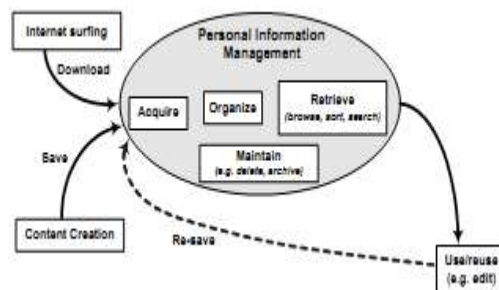 Internet surfing
Personal Information
Management
Download
Acquire
Organize
Retrieve
(browse, sort, search)
Maintain
(e.g. delete, archive)
Save
Content Creation
Re-save
Use/reuse
(e.g. edit)